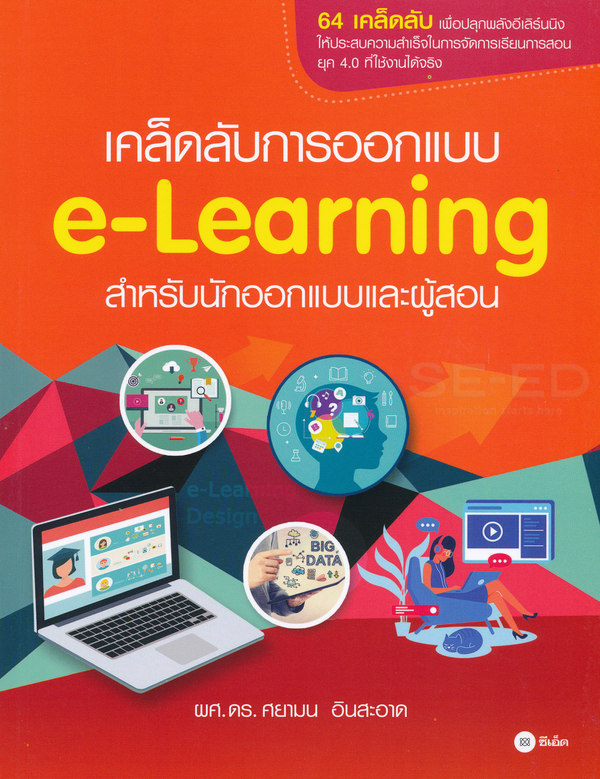 64 เคล็ดลับ เพื่อปลุกพลังอีเลิร์นนิง
ให้ประสบความสำเร็จในการจัดการเรียนการสอน
ยุค 4.0 ที่ใช้งานได้จริง
เคล็ดลับการออกแบบ
e-Learning
สำหรับนักออกแบบและผู้สอน
SE-ED
inspiration starts here
e-Learn
Design
BIG
DATA
ผศ.ดร. ศยามน อินสะอาด
ซีเอ็ด